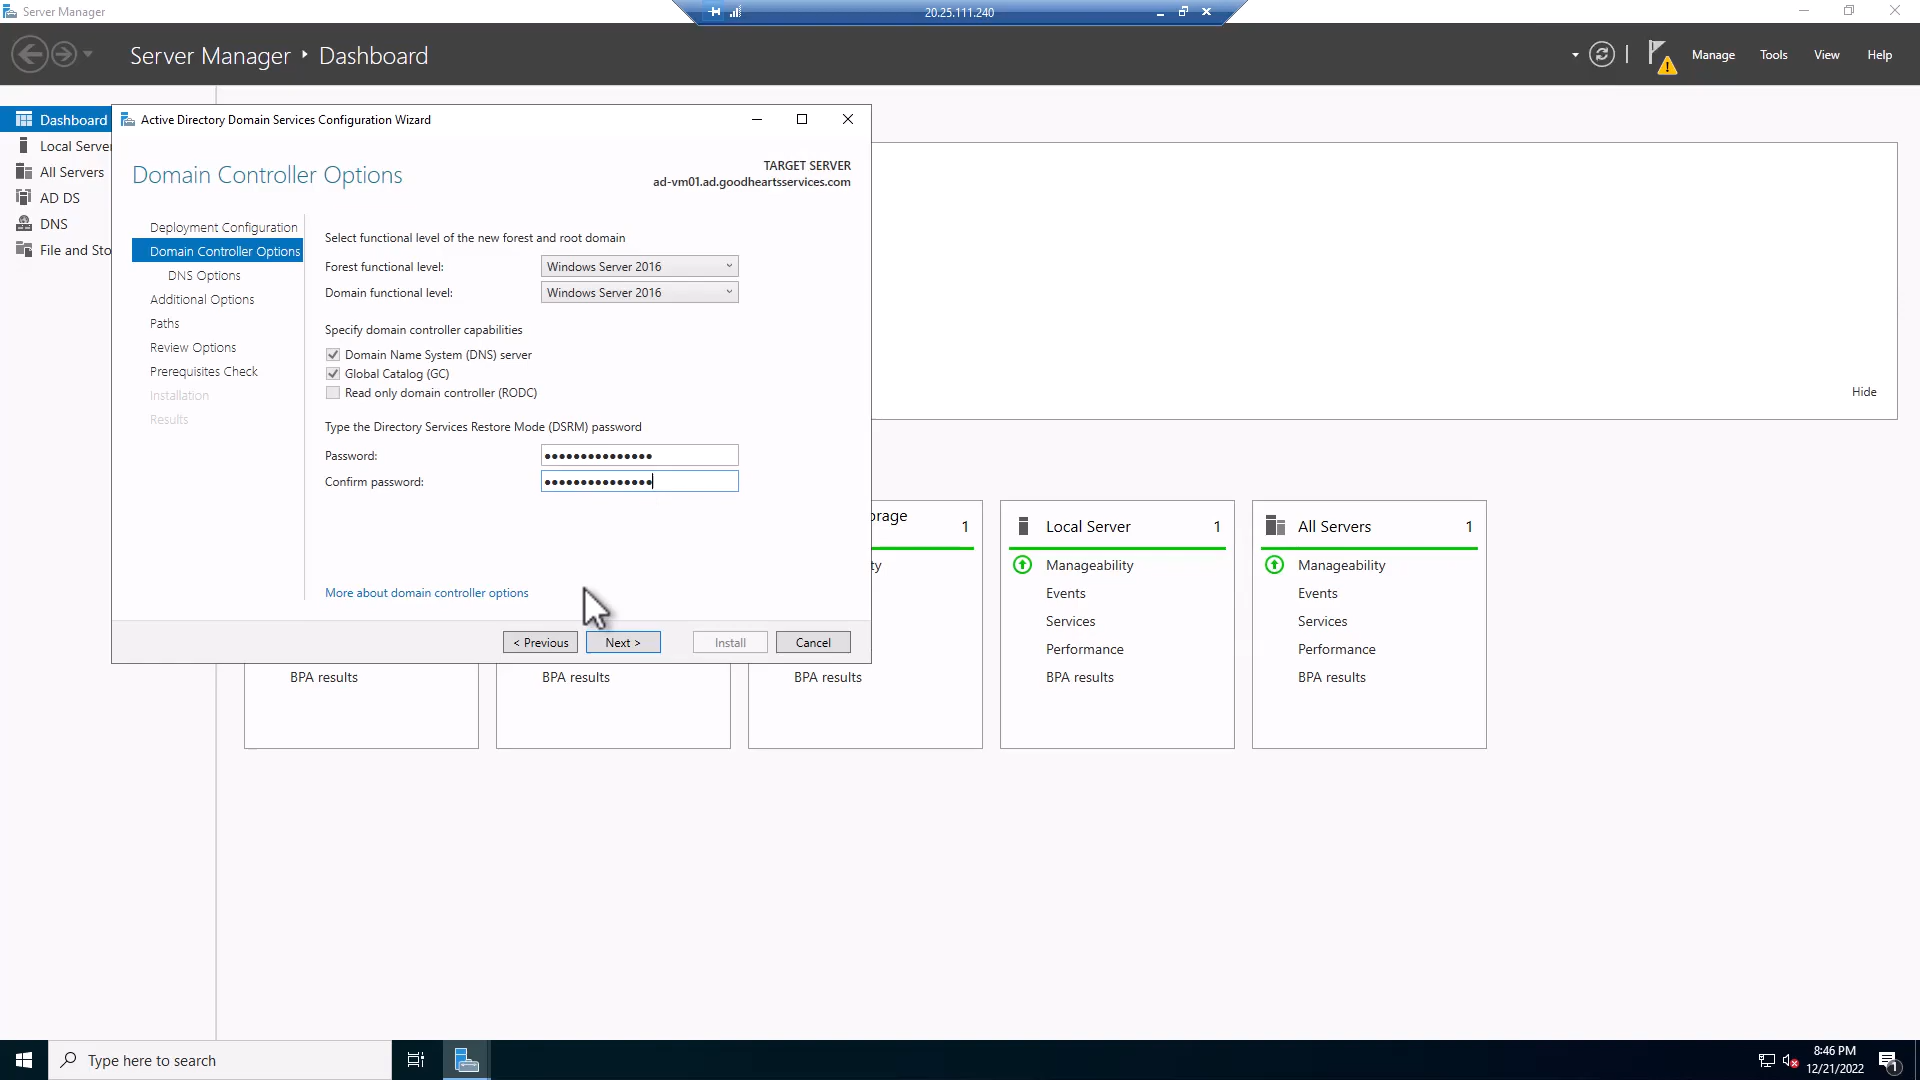 Server Manager
20.25.111.240
Server Manager
Dashboard
Manage
Tools
View
Help
Dashboard
Local Server
All Servers
AD DS
DNS
File and Sto
Active Directory Domain Services Configuration Wizard
Domain Controller Options
TARGET SERVER
ad-vm01.ad.goodheartsservices.com
Deployment Configuration
Domain Controller Options
DNS Options
Additional Options
Paths
Review Options
Prerequisites Check
Installation
Results
Select functional level of the new forest and root domain
Forest functional level:
Windows Server 2016
Domain functional level:
Windows Server 2016
Specify domain controller capabilities
Domain Name System (DNS) server
Global Catalog (GC)
Read only domain controller (RODC)
Type the Directory Services Restore Mode (DSRM) password
Password:
•••••••••••••••
Confirm password:
•••••••••••••••
More about domain controller options
< Previous
Next >
Install
Cancel
Hide
BPA results
BPA results
orage
1
ty
BPA results
Local Server
1
Manageability
Events
Services
Performance
BPA results
All Servers
1
Manageability
Events
Services
Performance
BPA results
Type here to search
8:46 PM
12/21/2022
1